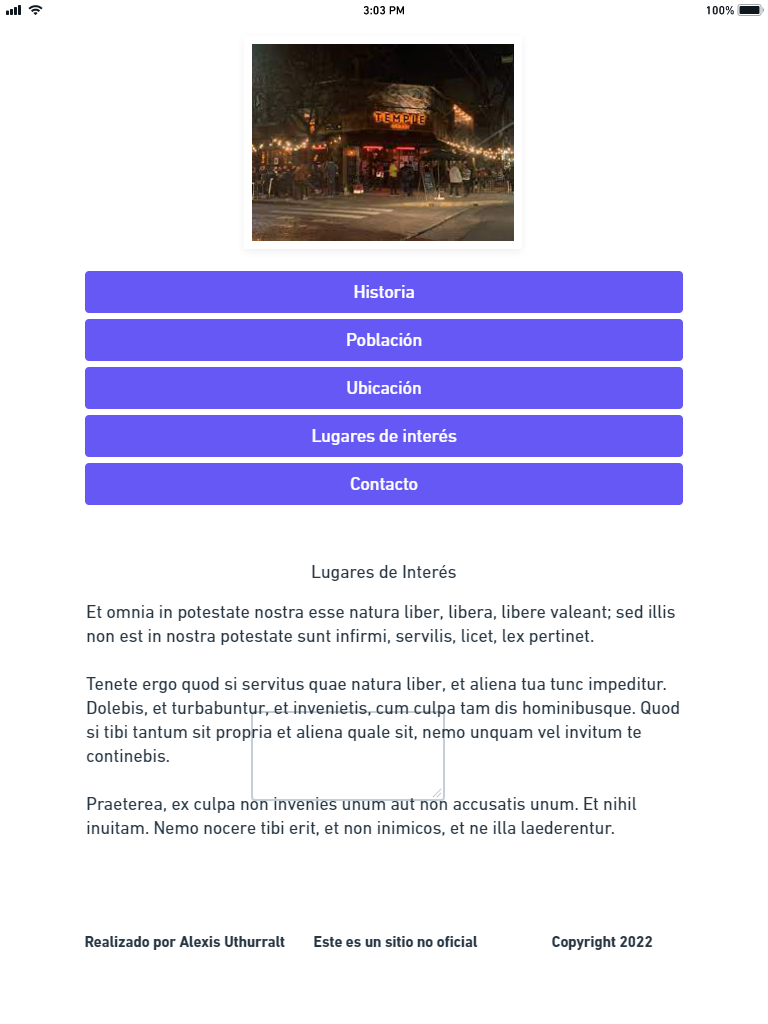 3:03 PM
100%
TEMPLE
Historia
Población
Ubicación
Lugares de interés
Contacto
Lugares de Interés
Et omnia in potestate nostra esse natura liber, libera, libere valeant; sed illis
non est in nostra potestate sunt infirmi, servilis, licet, lex pertinet.
Tenete ergo quod si servitus quae natura liber, et aliena tua tunc impeditur.
Dolebis, et turbabuntur, et invenietis, cum culpa tam dis hominibusque. Quod
si tibi tantum sit propria et aliena quale sit, nemo unquam vel invitum te
continebis.
Praeterea, ex culpa non invenies unum aut non accusatis unum. Et nihil
inuitam. Nemo nocere tibi erit, et non inimicos, et ne illa laederentur.
Realizado por Alexis Uthurralt
Este es un sitio no oficial
Copyright 2022